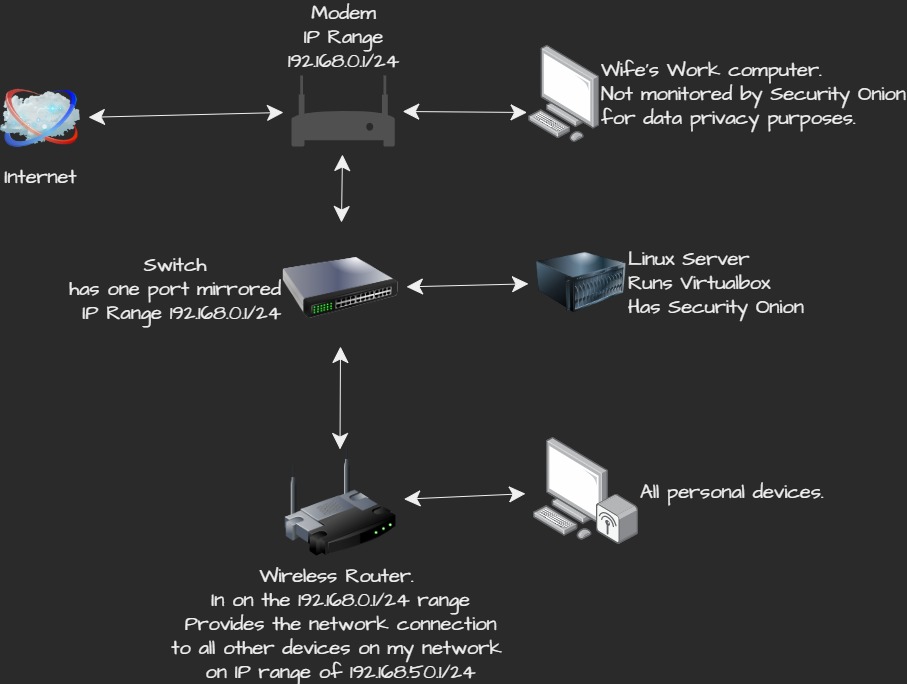 Modem
IP Range
192.168.0.1/24
Wife's Work computer.
Not monitored by Security Onion
for data privacy purposes.
Internet
Switch
has one port mirrored
IP Range 192.168.0.1/24
Linux Server
Runs Virtualbox
Has Security Onion
All personal devices.
Wireless Router.
In on the 192.168.0.1/24 range
Provides the network connection
to all other devices on my network
on IP range of 192.168.50.1/24